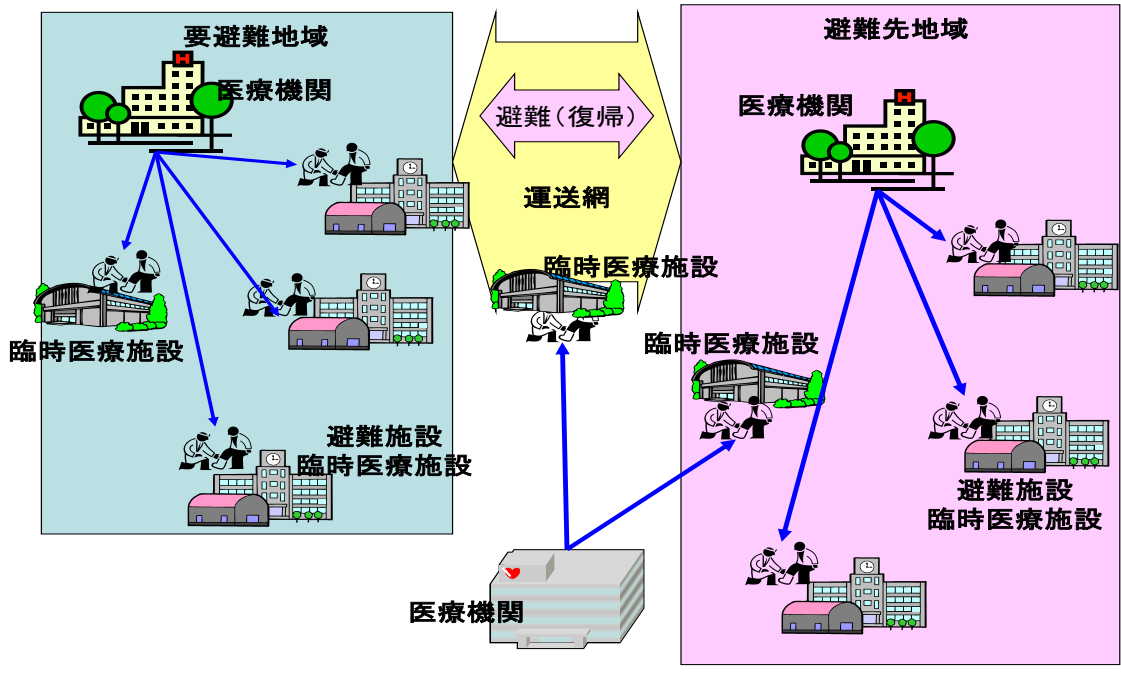 要避難地域
医療機関
臨時医療施設
避難施設
臨時医療施設
避難(復帰)
運送網
臨時医療施設
医療機関
避難先地域
医療機関
臨時医療施設
避難施設
臨時医療施設